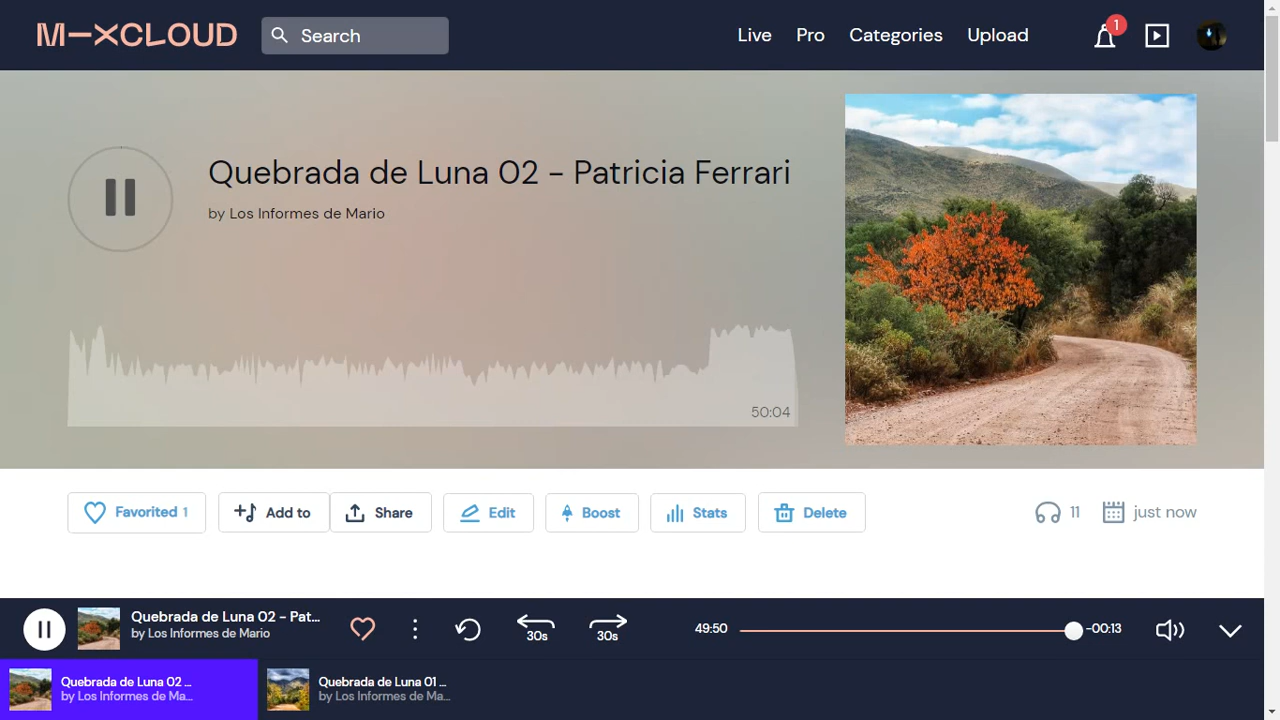 M-XCLOUD
Search
Live
Pro
Categories
Upload
1
Quebrada de Luna 02 - Patricia Ferrari
by Los Informes de Mario
50:04
Favorited 1
Add to
Share
Edit
Boost
Stats
Delete
11
just now
Quebrada de Luna 02 - Pat...
by Los Informes de Mario
30s
30s
49:50
-00:13
Quebrada de Luna 02 ...
by Los Informes de Ma...
Quebrada de Luna 01 ...
by Los Informes de Ma...